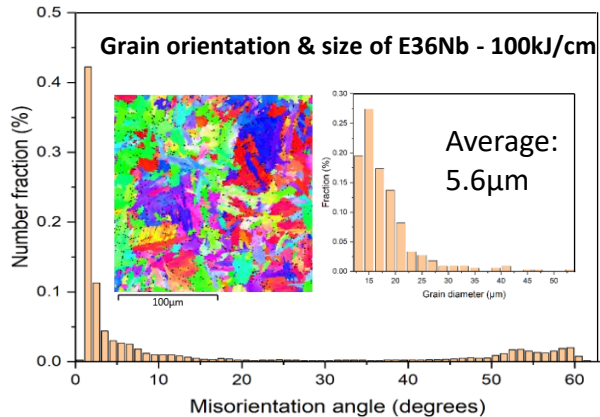 Grain orientation & size of E36Nb - 100kJ/cm
Number fraction (%)
0.5
0.4
0.3
0.2
0.1
0.0
0 10 20 30 40 50 60
Misorientation angle (degrees)
100μm
Fraction (%)
0.30
0.25
0.20
0.15
0.10
0.05
0.00
15 20 25 30 35 40 45 50
Grain diameter (μm)
Average:
5.6μm